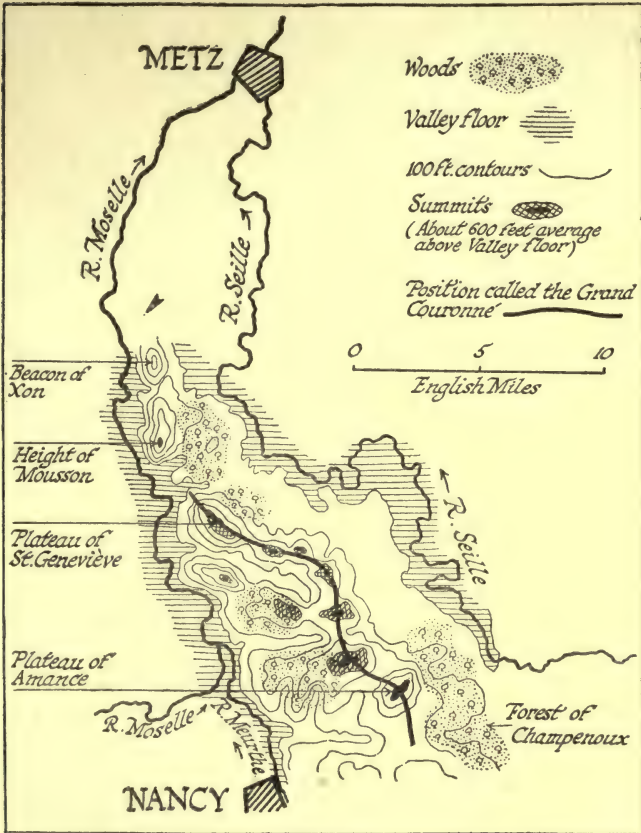 METZ
Woods
Valley floor
100 ft. contours
Summits
(About 600 feet average
above Valley floor)
Position called the Grand
Couronné
0 5 10
English Miles
R. Moselle
R. Seille
Beacon of
Xon
Height of
Mousson
Plateau of
St. Geneviève
R. Seille
Plateau of
Amance
R. Moselle
R. Meurthe
Forest of
Champenoux
NANCY